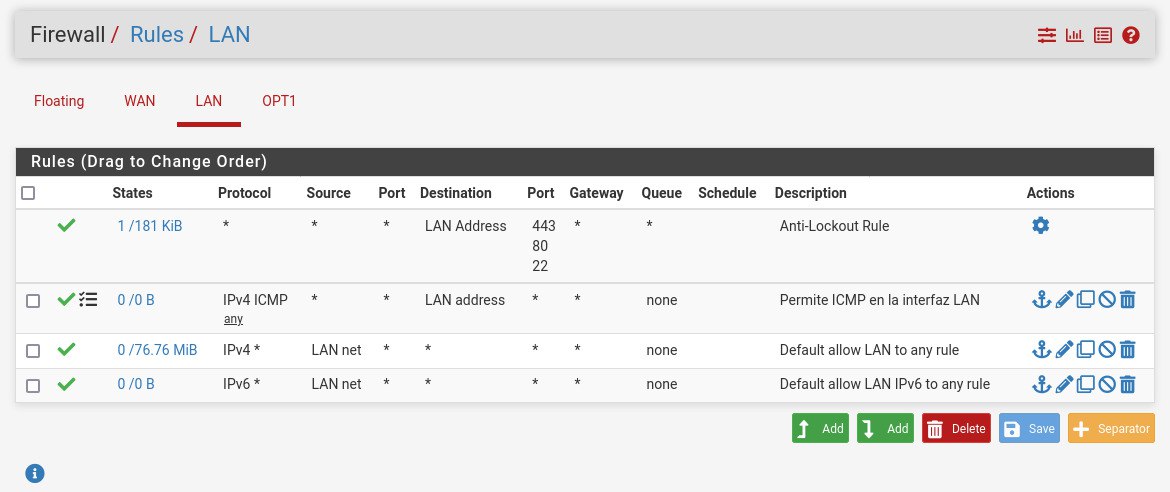 Firewall / Rules / LAN
Floating WAN LAN OPT1
Rules (Drag to Change Order)
States Protocol Source Port Destination Port Gateway Queue Schedule Description Actions
1 /181 KiB * * * LAN Address 443 * * Anti-Lockout Rule
80
22
0 /0 B IPv4 ICMP * * LAN address * * none Permite ICMP en la interfaz LAN
any
0 /76.76 MiB IPv4 * LAN net * * * * none Default allow LAN to any rule
0 /0 B IPv6 * LAN net * * * * none Default allow LAN IPv6 to any rule
Add Add Delete Save Separator